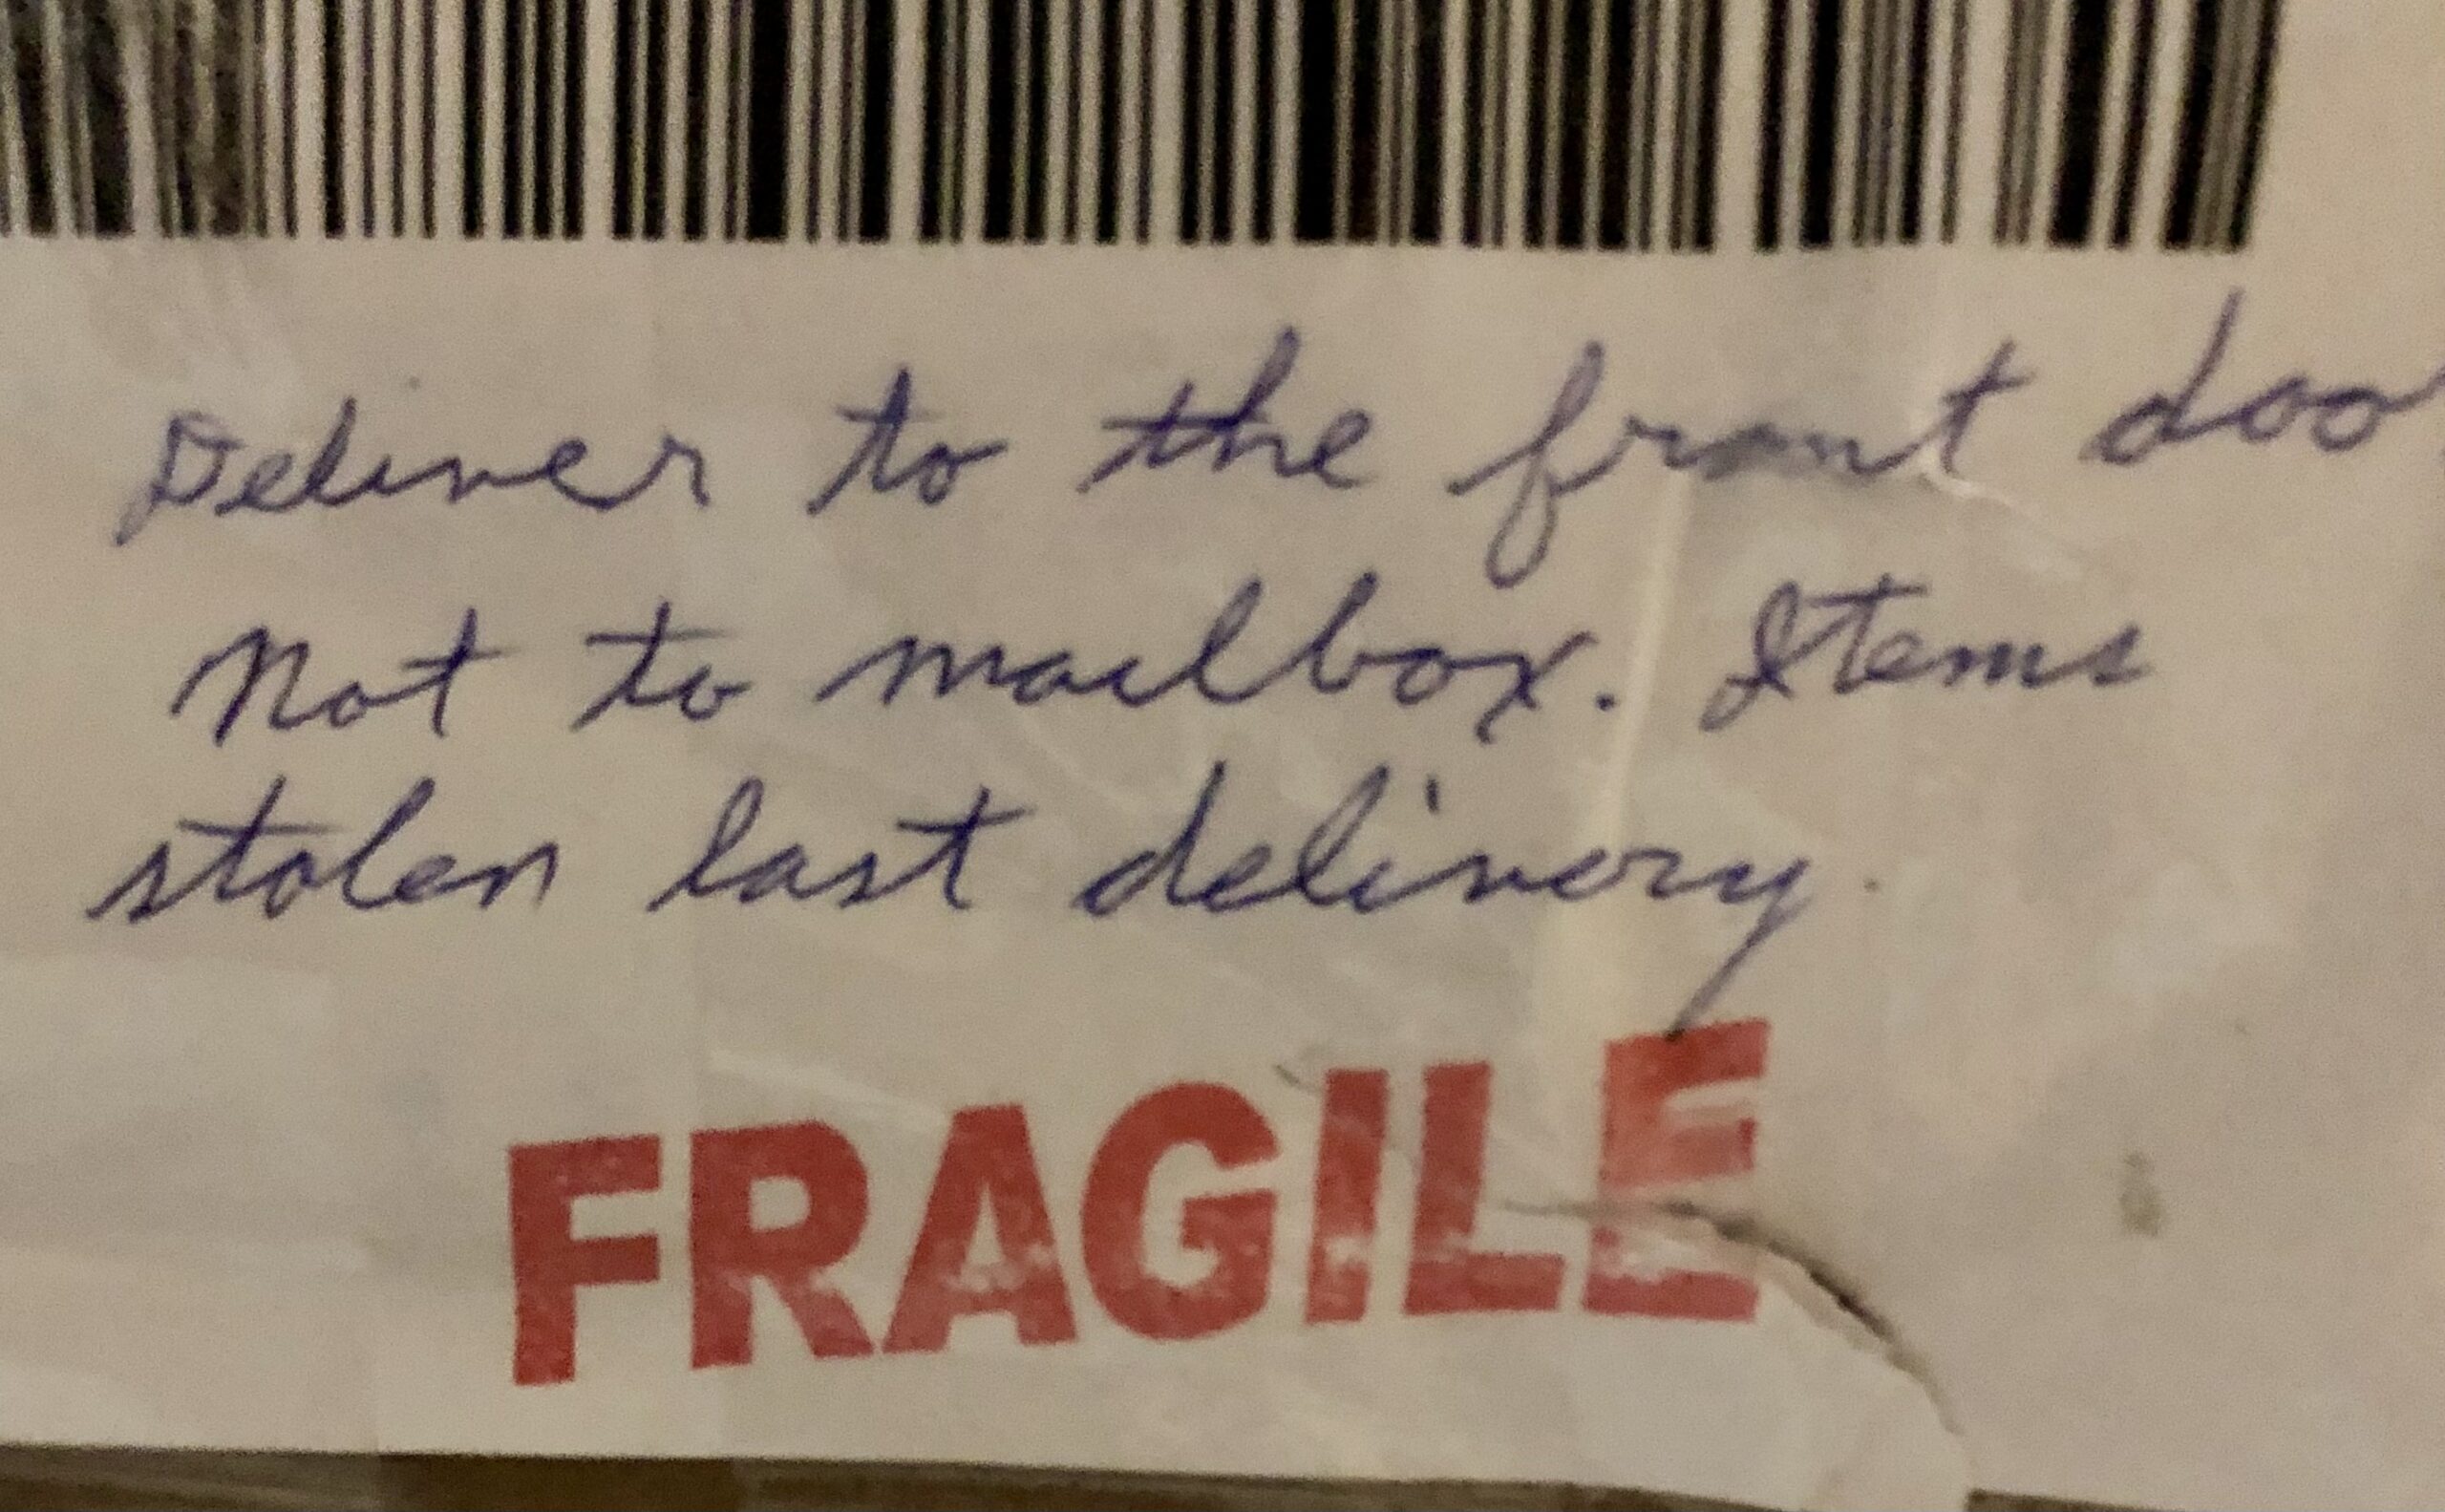 Deliver to the front doo
Not to mailbox. Items
stolen last delivery.
FRAGILE